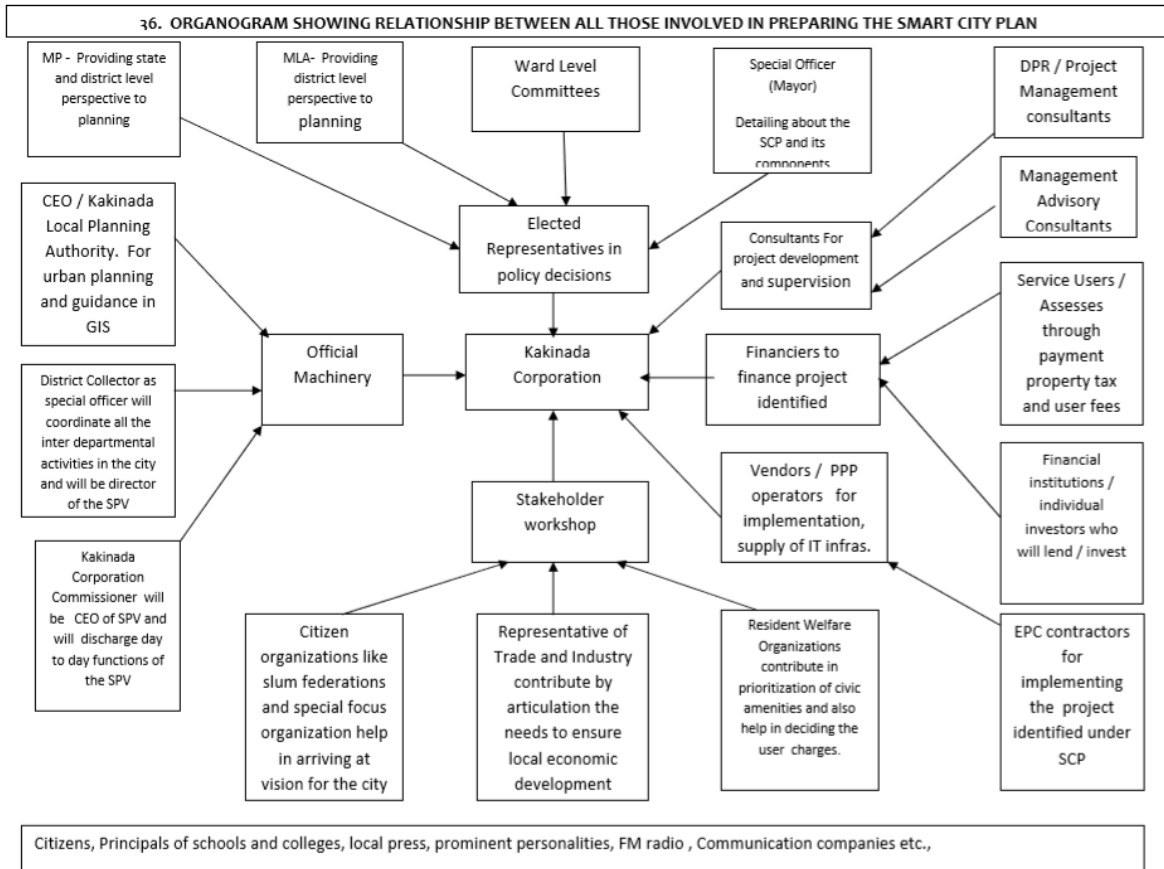 36. ORGANOGRAM SHOWING RELATIONSHIP BETWEEN ALL THOSE INVOLVED IN PREPARING THE SMART CITY PLAN
MP - Providing state
and district level
perspective to
planning
MLA- Providing
district level
perspective to
planning
Ward Level
Committees
Special Officer
(Mayor)
Detailing about the
SCP and its
components
DPR / Project
Management
consultants
CEO / Kakinada
Local Planning
Authority. For
urban planning
and guidance in
GIS
Elected
Representatives in
policy decisions
Consultants For
project development
and supervision
Management
Advisory
Consultants
Official
Machinery
Kakinada
Corporation
Financiers to
finance project
identified
Service Users /
Assesses
through
payment
property tax
and user fees
District Collector as
special officer will
coordinate all the
inter departmental
activities in the city
and will be director
of the SPV
Stakeholder
workshop
Vendors / PPP
operators for
implementation,
supply of IT infras.
Financial
institutions /
individual
investors who
will lend / invest
Kakinada
Corporation
Commissioner will
be CEO of SPV and
will discharge day
to day functions of
the SPV
Citizen
organizations like
slum federations
and special focus
organization help
in arriving at
vision for the city
Representative of
Trade and Industry
contribute by
articulation the
needs to ensure
local economic
development
Resident Welfare
Organizations
contribute in
prioritization of civic
amenities and also
help in deciding the
user charges.
EPC contractors
for
implementing
the project
identified under
SCP
Citizens, Principals of schools and colleges, local press, prominent personalities, FM radio , Communication companies etc.,